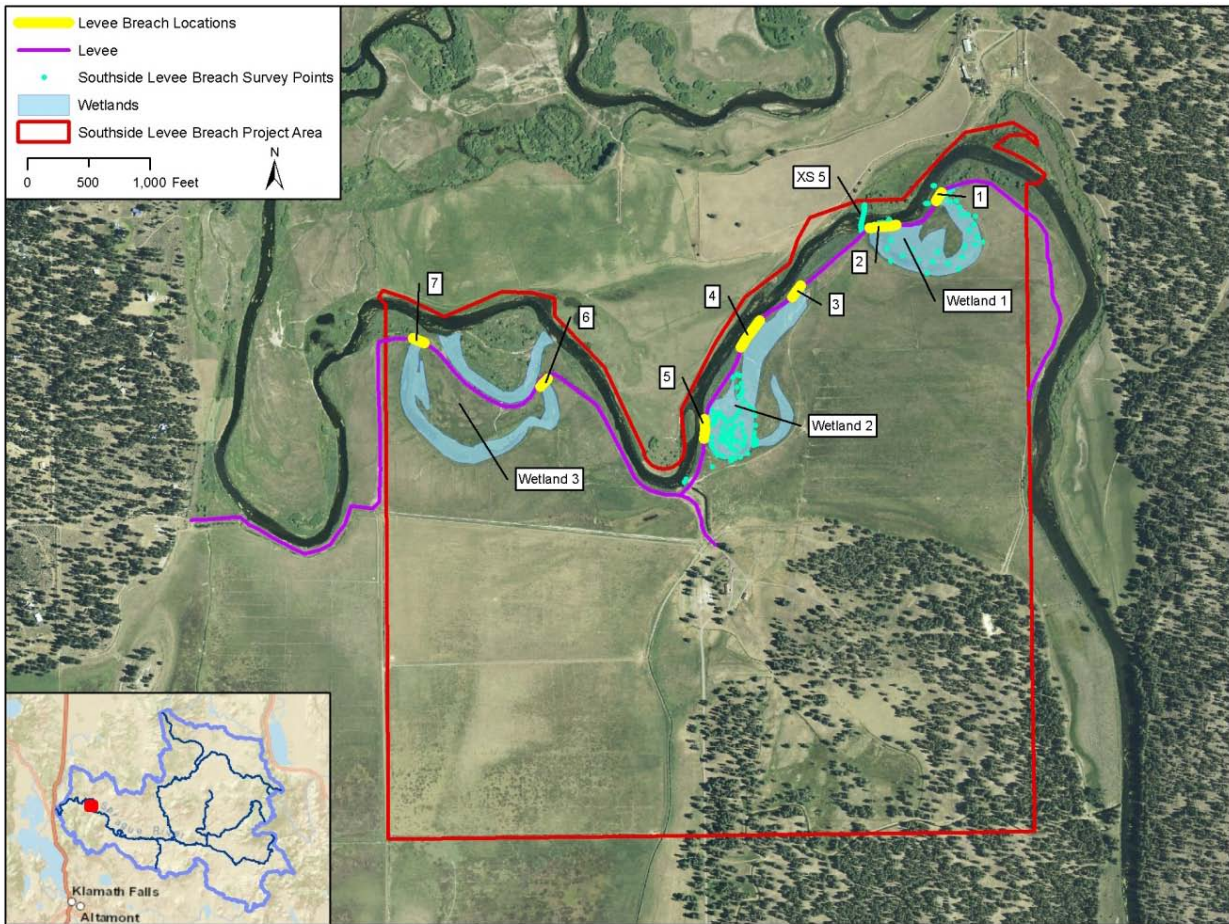 Levee Breach Locations
Levee
Southside Levee Breach Survey Points
Wetlands
Southside Levee Breach Project Area
N
0 500 1,000 Feet
XS 5
1
2
Wetland 1
3
4
7
6
5
Wetland 2
Wetland 3
Klamath Falls
Altamont